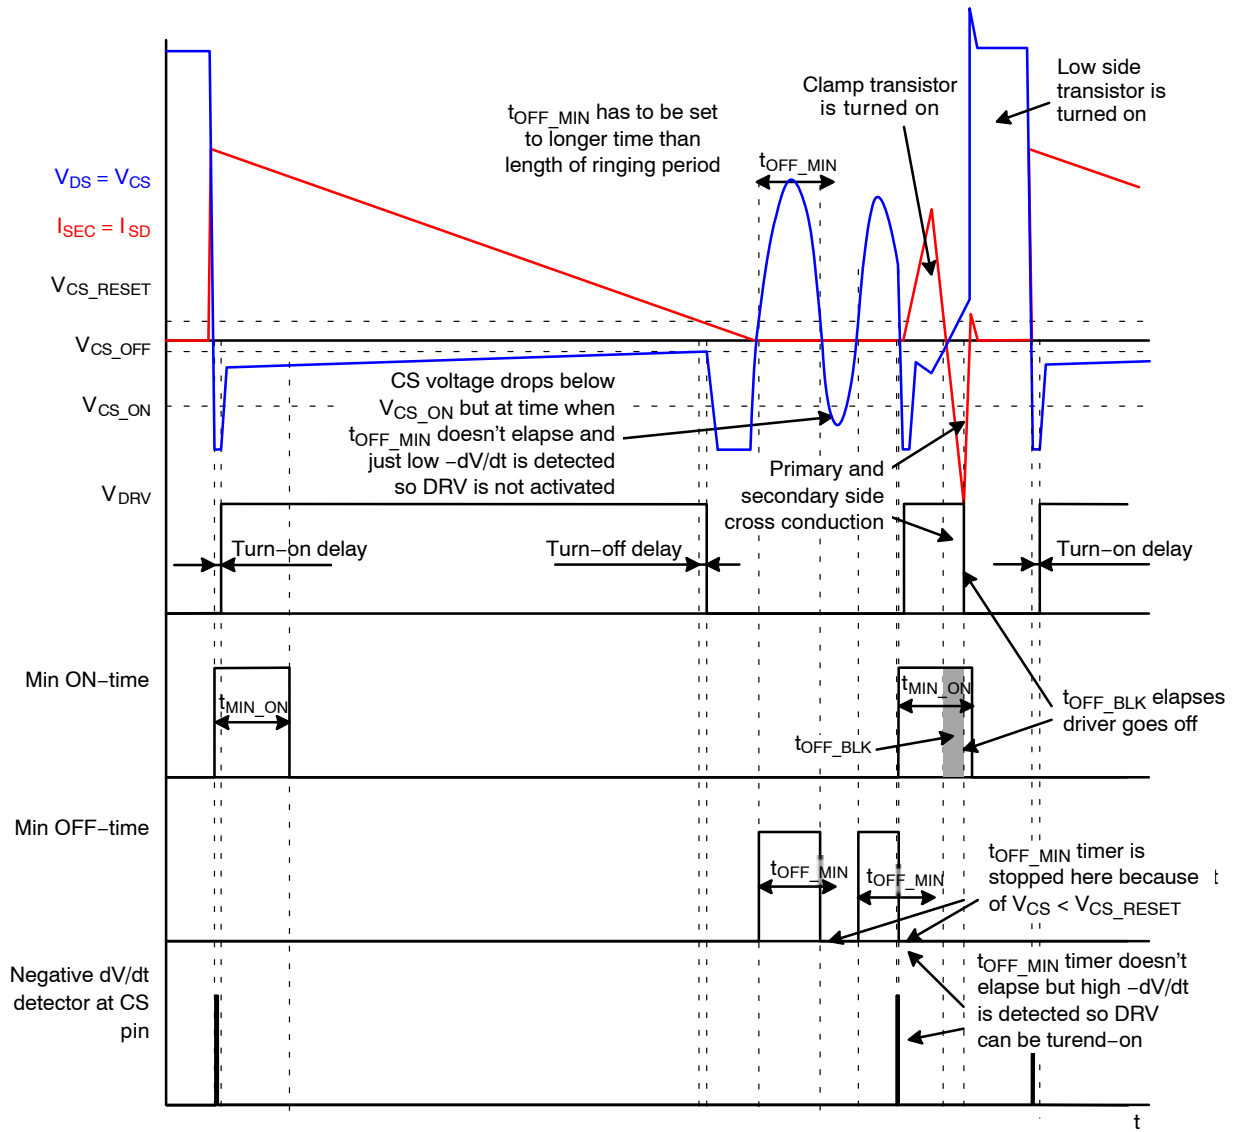 Clamp transistor
is turned on
Low side
transistor is
turned on
tOFF_MIN has to be set
to longer time than
length of ringing period
tOFF_MIN
VDS = VCS
ISEC = ISD
VCS_RESET
VCS_OFF
VCS_ON
CS voltage drops below
VCS_ON but at time when
tOFF_MIN doesn't elapse and
just low -dV/dt is detected
so DRV is not activated
Primary and
secondary side
cross conduction
VDRV
Turn−on delay
Turn−off delay
Turn−on delay
Min ON−time
tMIN_ON
tMIN_ON
tOFF_BLK
tOFF_BLK elapses
driver goes off
Min OFF−time
tOFF_MIN
tOFF_MIN
tOFF_MIN timer is
stopped here because t
of VCS < VCS_RESET
Negative dV/dt
detector at CS
pin
tOFF_MIN timer doesn't
elapse but high -dV/dt
is detected so DRV
can be turend−on
t